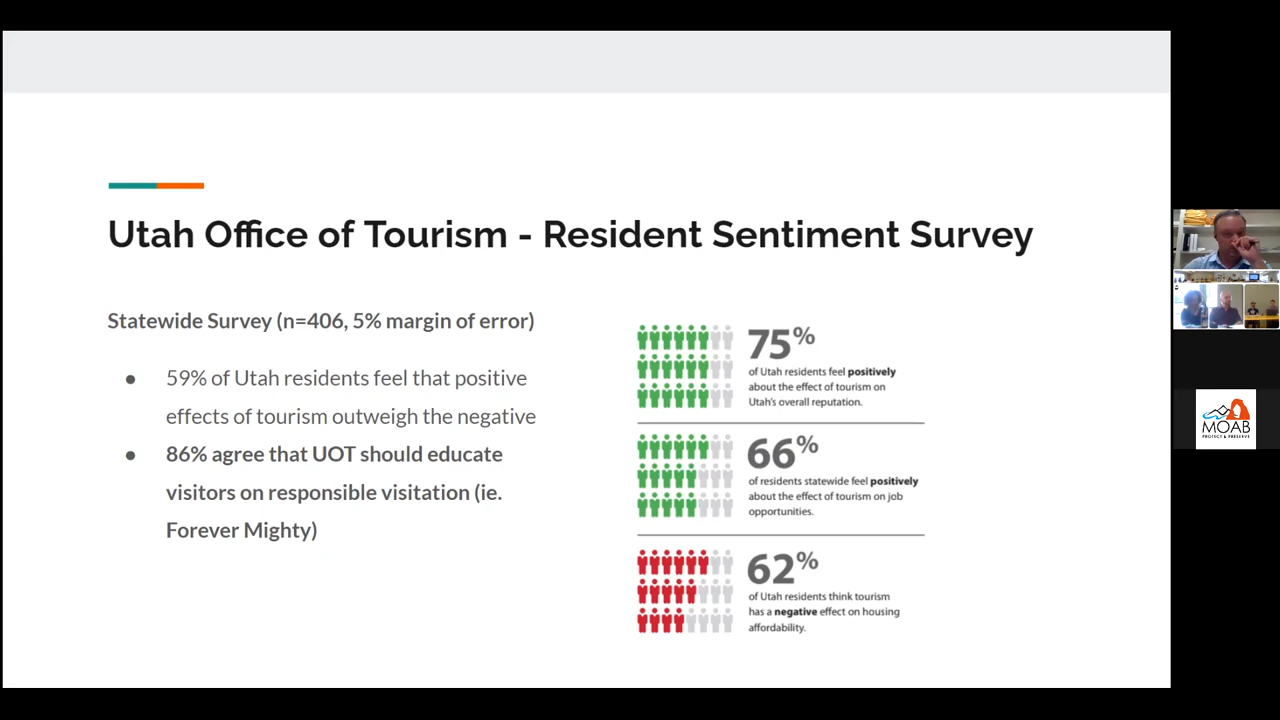 Utah Office of Tourism - Resident Sentiment Survey
Statewide Survey (n=406, 5% margin of error)
● 59% of Utah residents feel that positive
effects of tourism outweigh the negative
● 86% agree that UOT should educate
visitors on responsible visitation (ie.
Forever Mighty)
75%
of Utah residents feel positively
about the effect of tourism on
Utah's overall reputation.
66%
of residents statewide feel positively
about the effect of tourism on job
opportunities.
62%
of Utah residents think tourism
has a negative effect on housing
affordability.
MOAB
PROTECT & PRESERVE